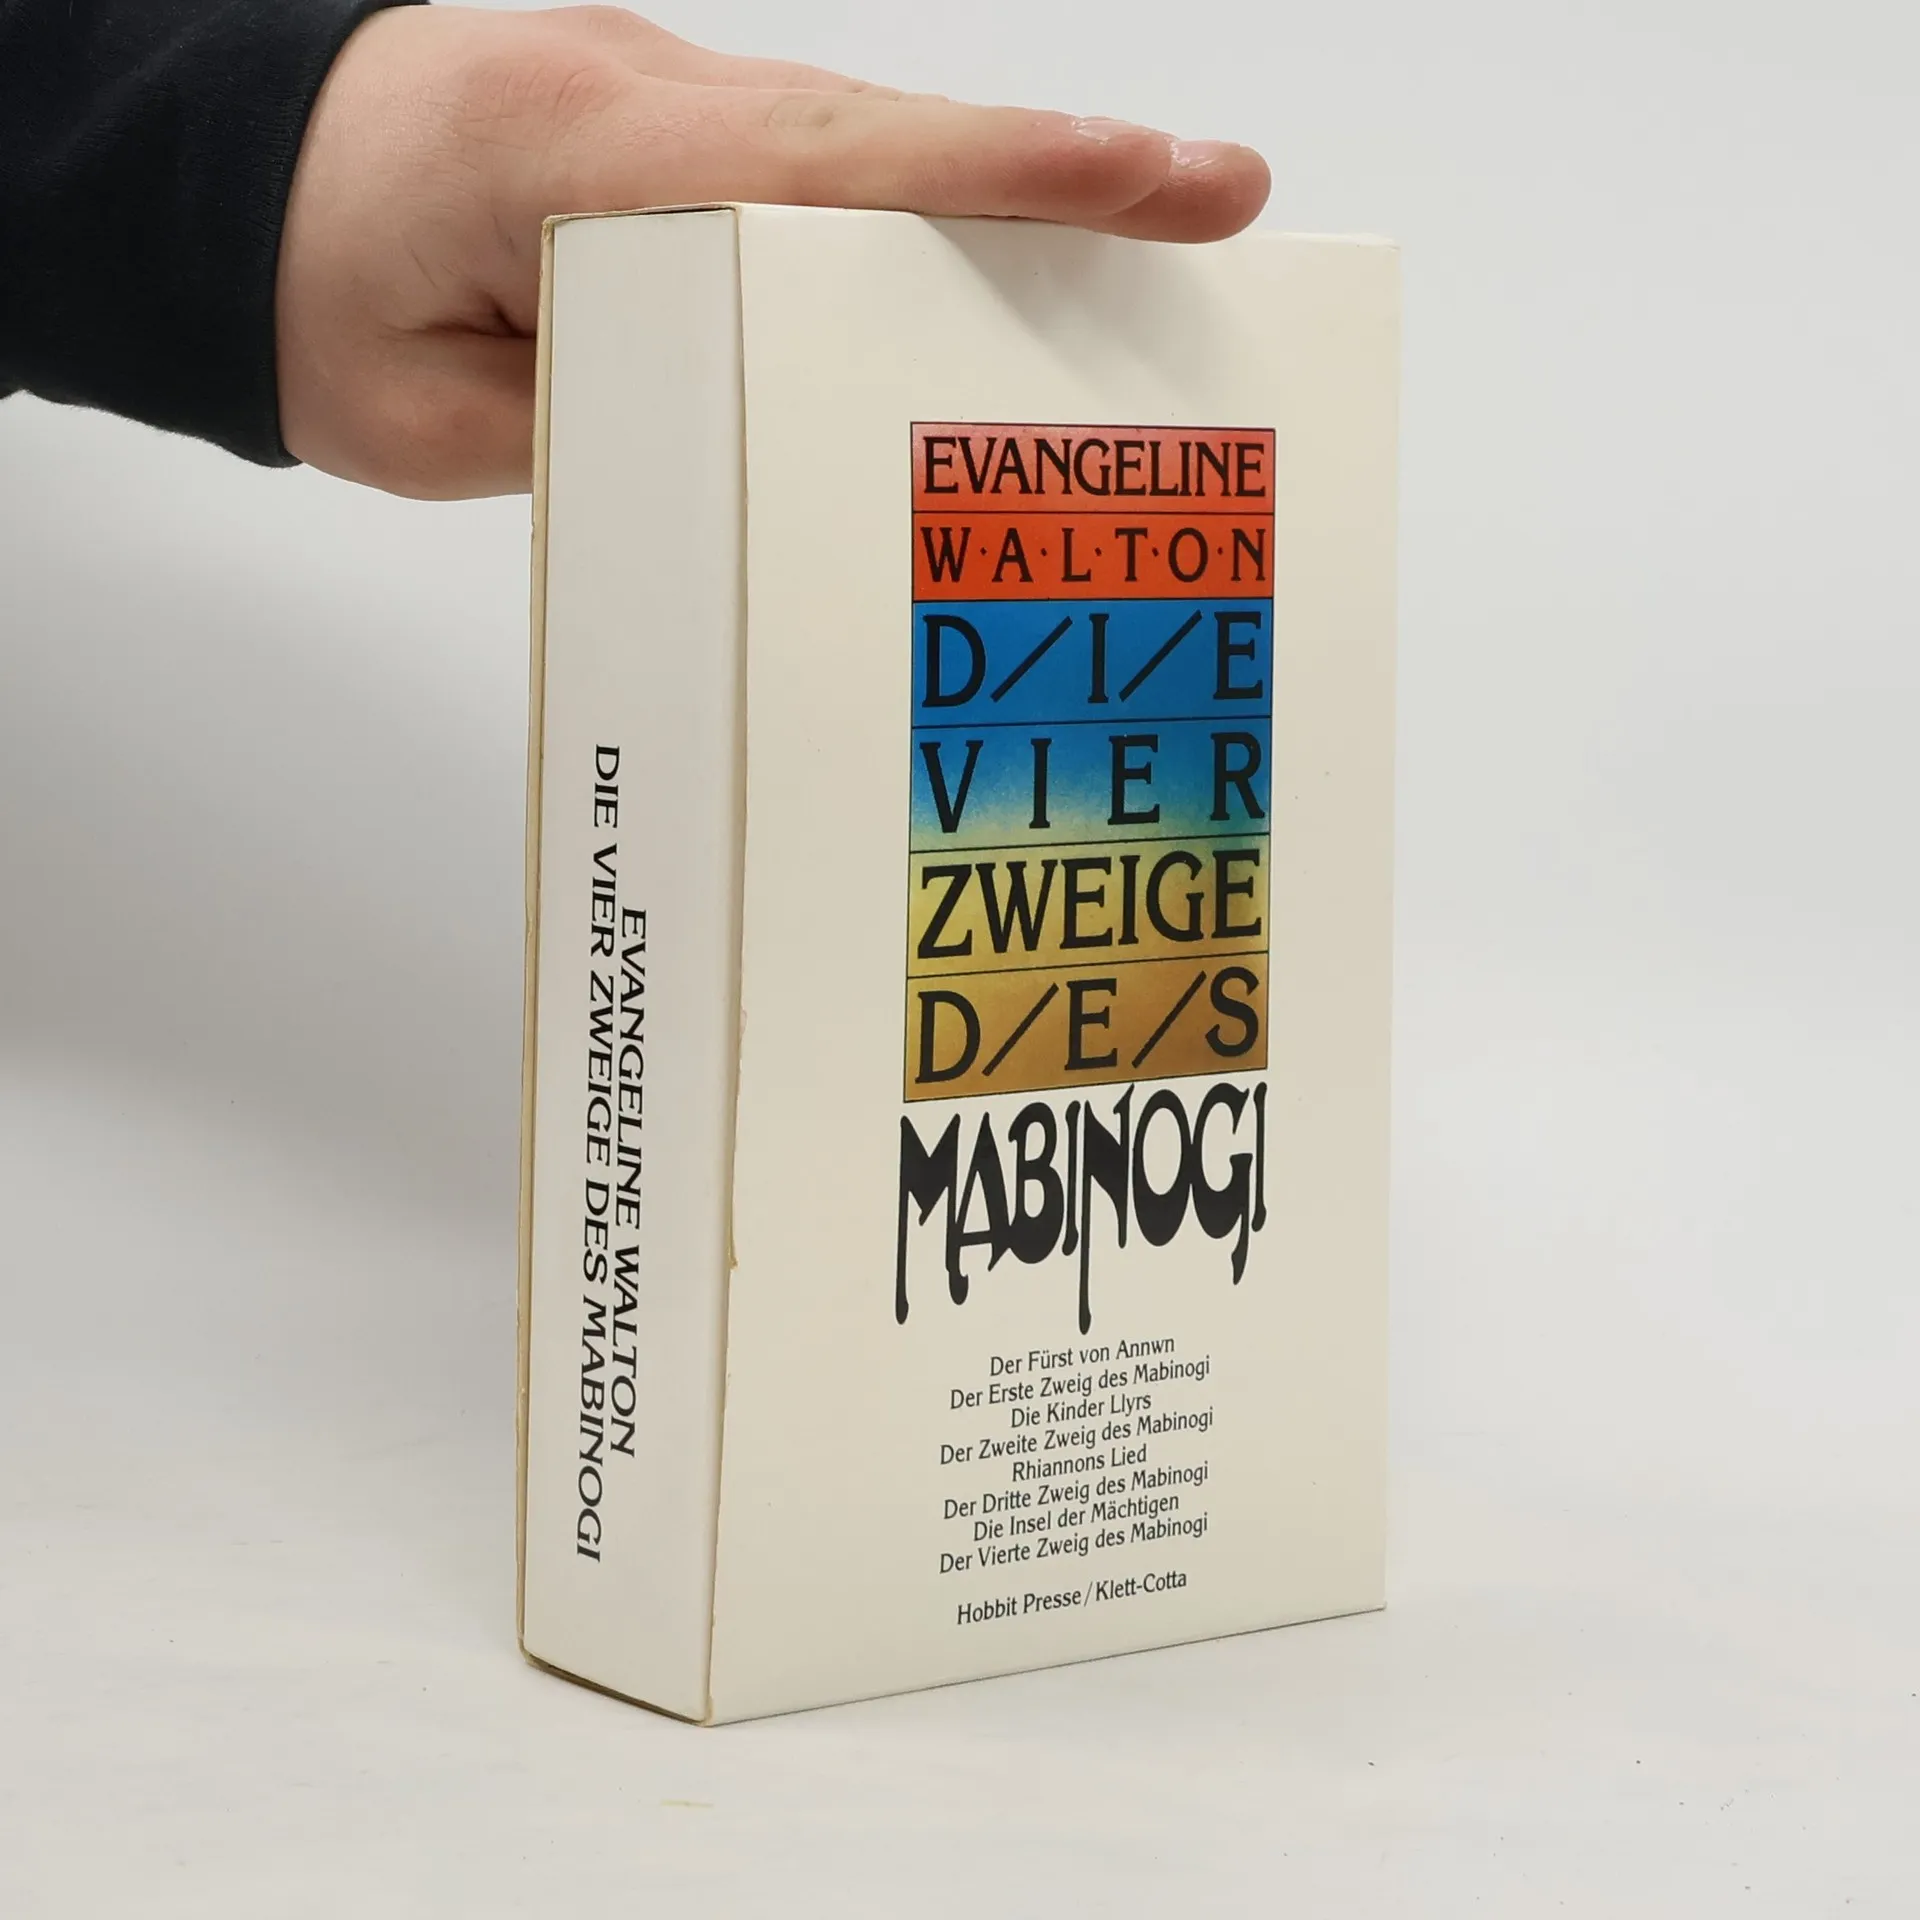 EVANGELINE WALTON
DIE VIER ZWEIGE DES MABINOGI
EVANGELINE
W·A·L·T·O·N
D/I/E
VIER
ZWEIGE
D/E/S
MABINOGI
Der Fürst von Annwn
Der Erste Zweig des Mabinogi
Die Kinder Llyrs
Der Zweite Zweig des Mabinogi
Rhiannons Lied
Der Dritte Zweig des Mabinogi
Die Insel der Mächtigen
Der Vierte Zweig des Mabinogi
Hobbit Presse/Klett-Cotta